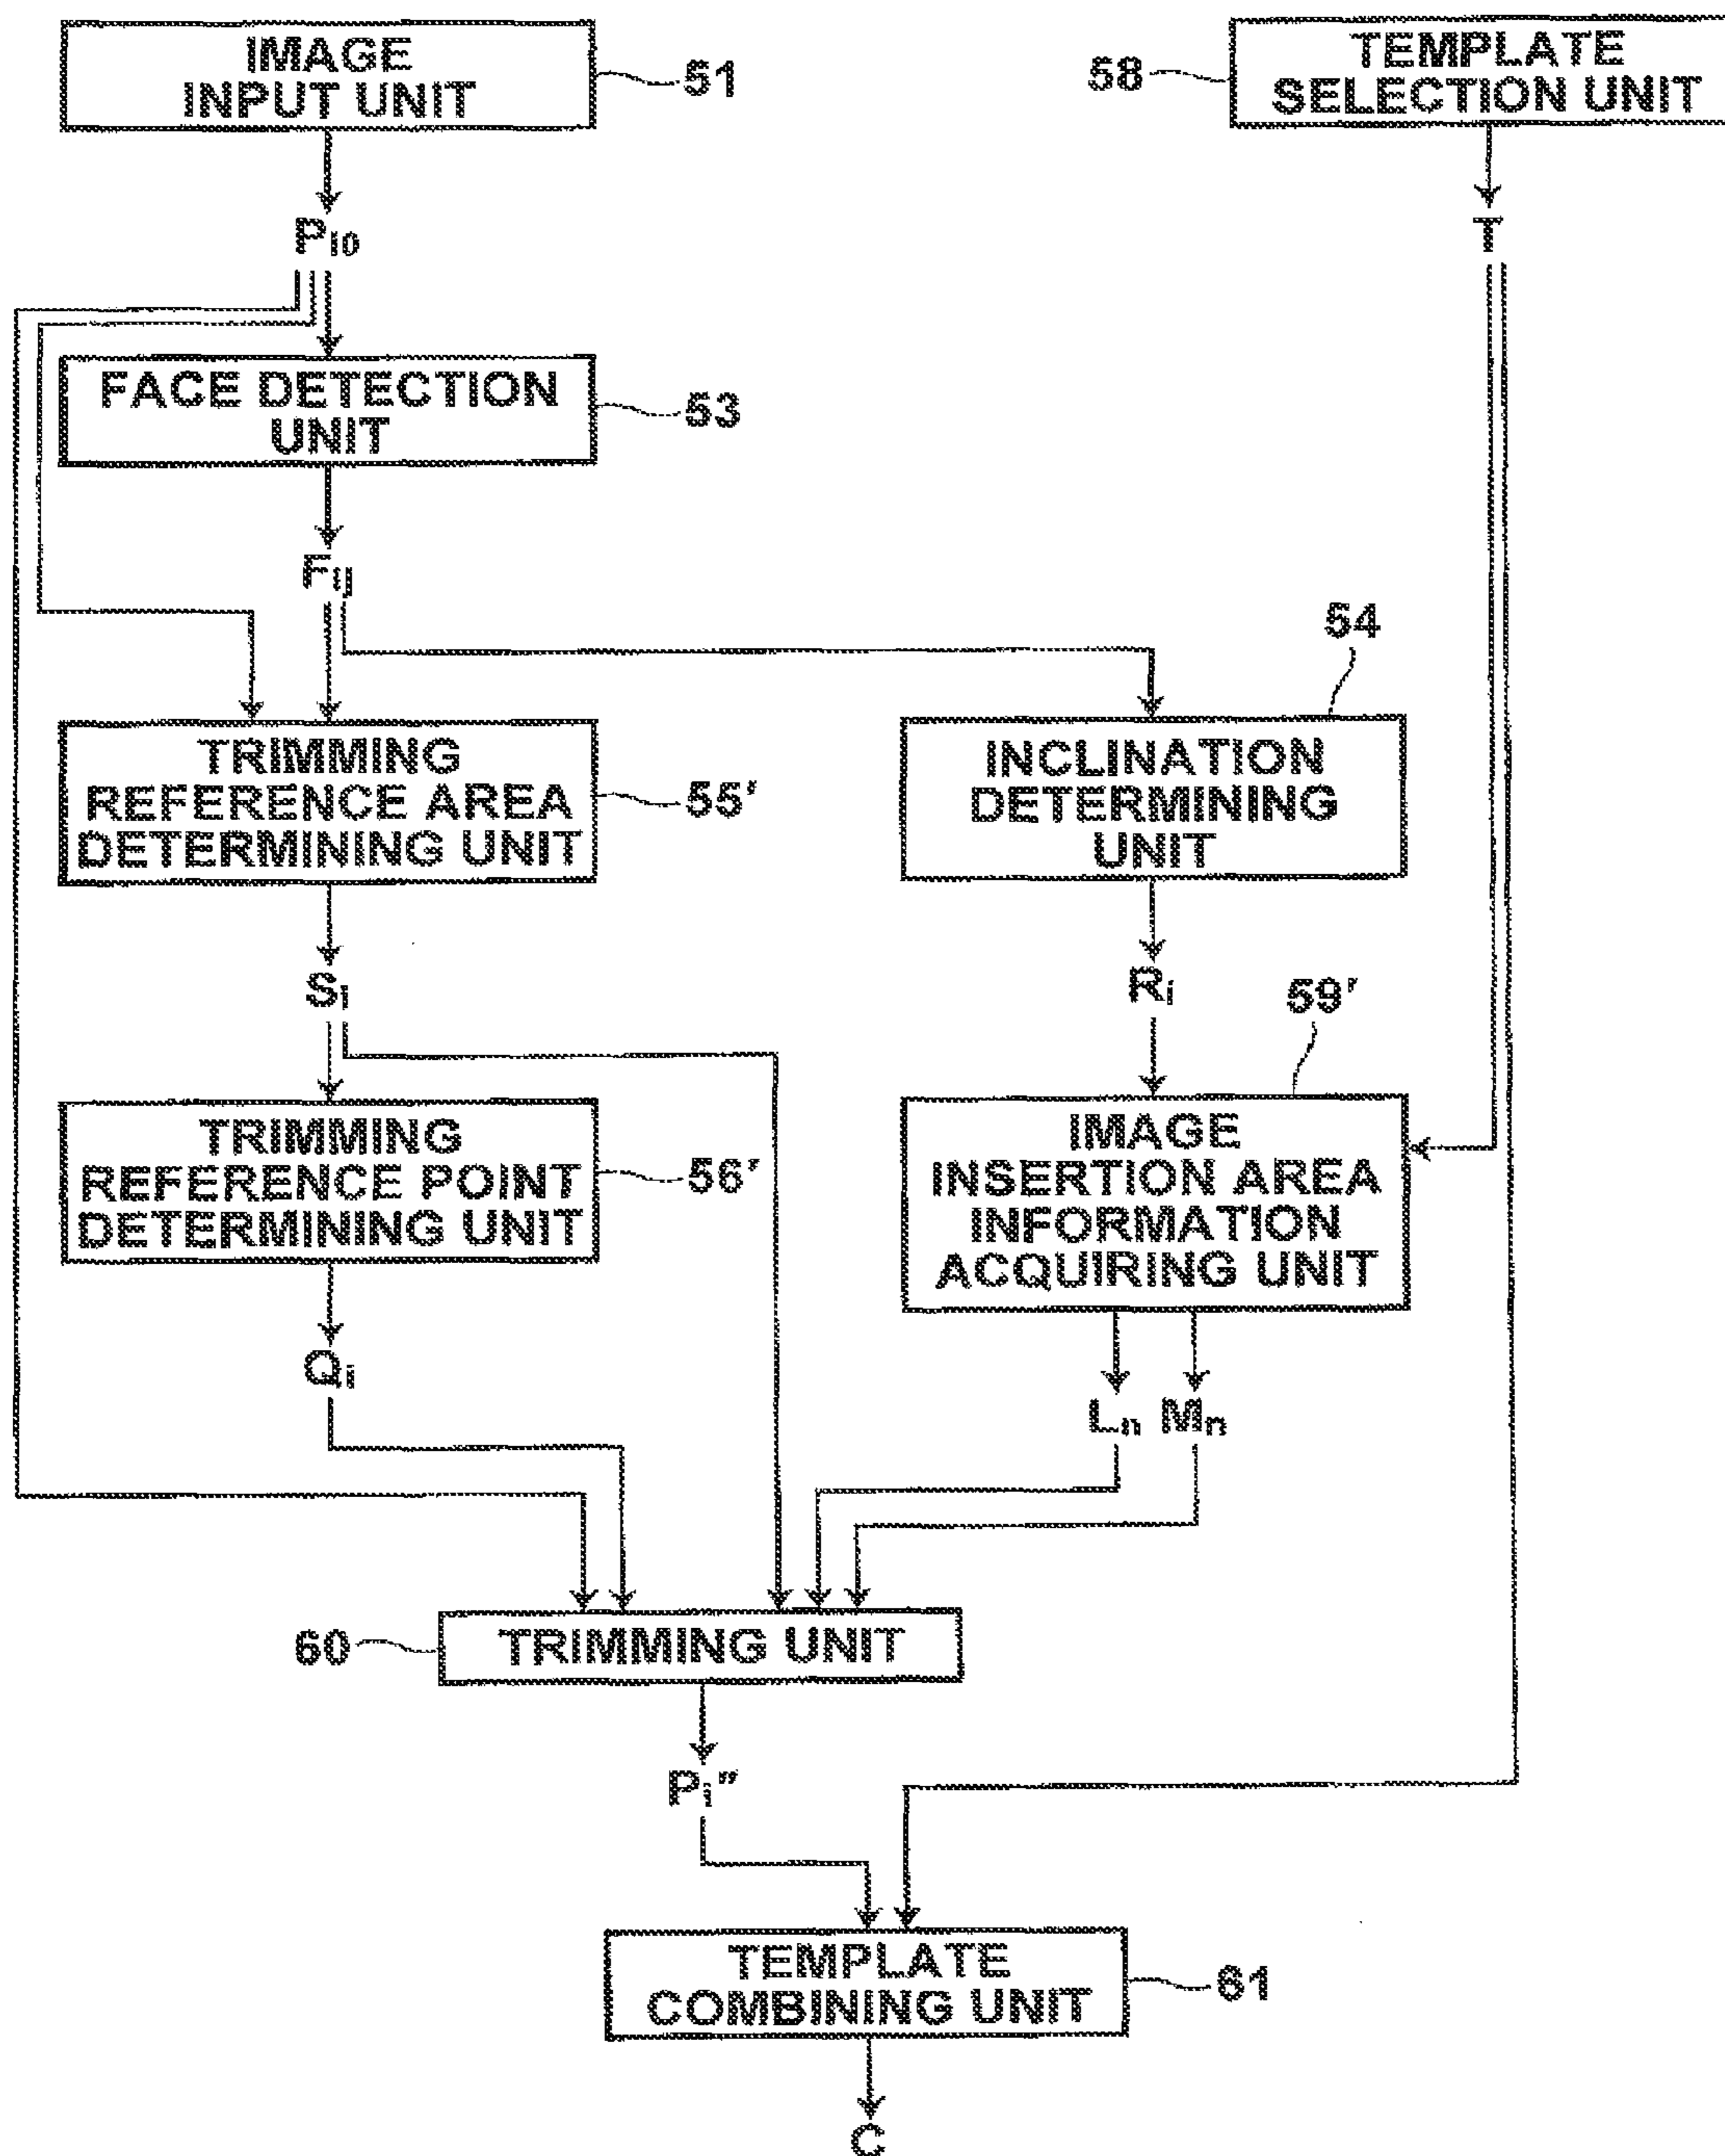 IMAGE
INPUT UNIT
51
58
TEMPLATE
SELECTION UNIT
Pi0
T
FACE DETECTION
UNIT
53
Fij
54
TRIMMING
REFERENCE AREA
DETERMINING UNIT
55'
INCLINATION
DETERMINING
UNIT
Si
Ri
59'
TRIMMING
REFERENCE POINT
DETERMINING UNIT
56'
IMAGE
INSERTION AREA
INFORMATION
ACQUIRING UNIT
Qi
Ln Mn
60
TRIMMING UNIT
Pi"
TEMPLATE
COMBINING UNIT
61
C